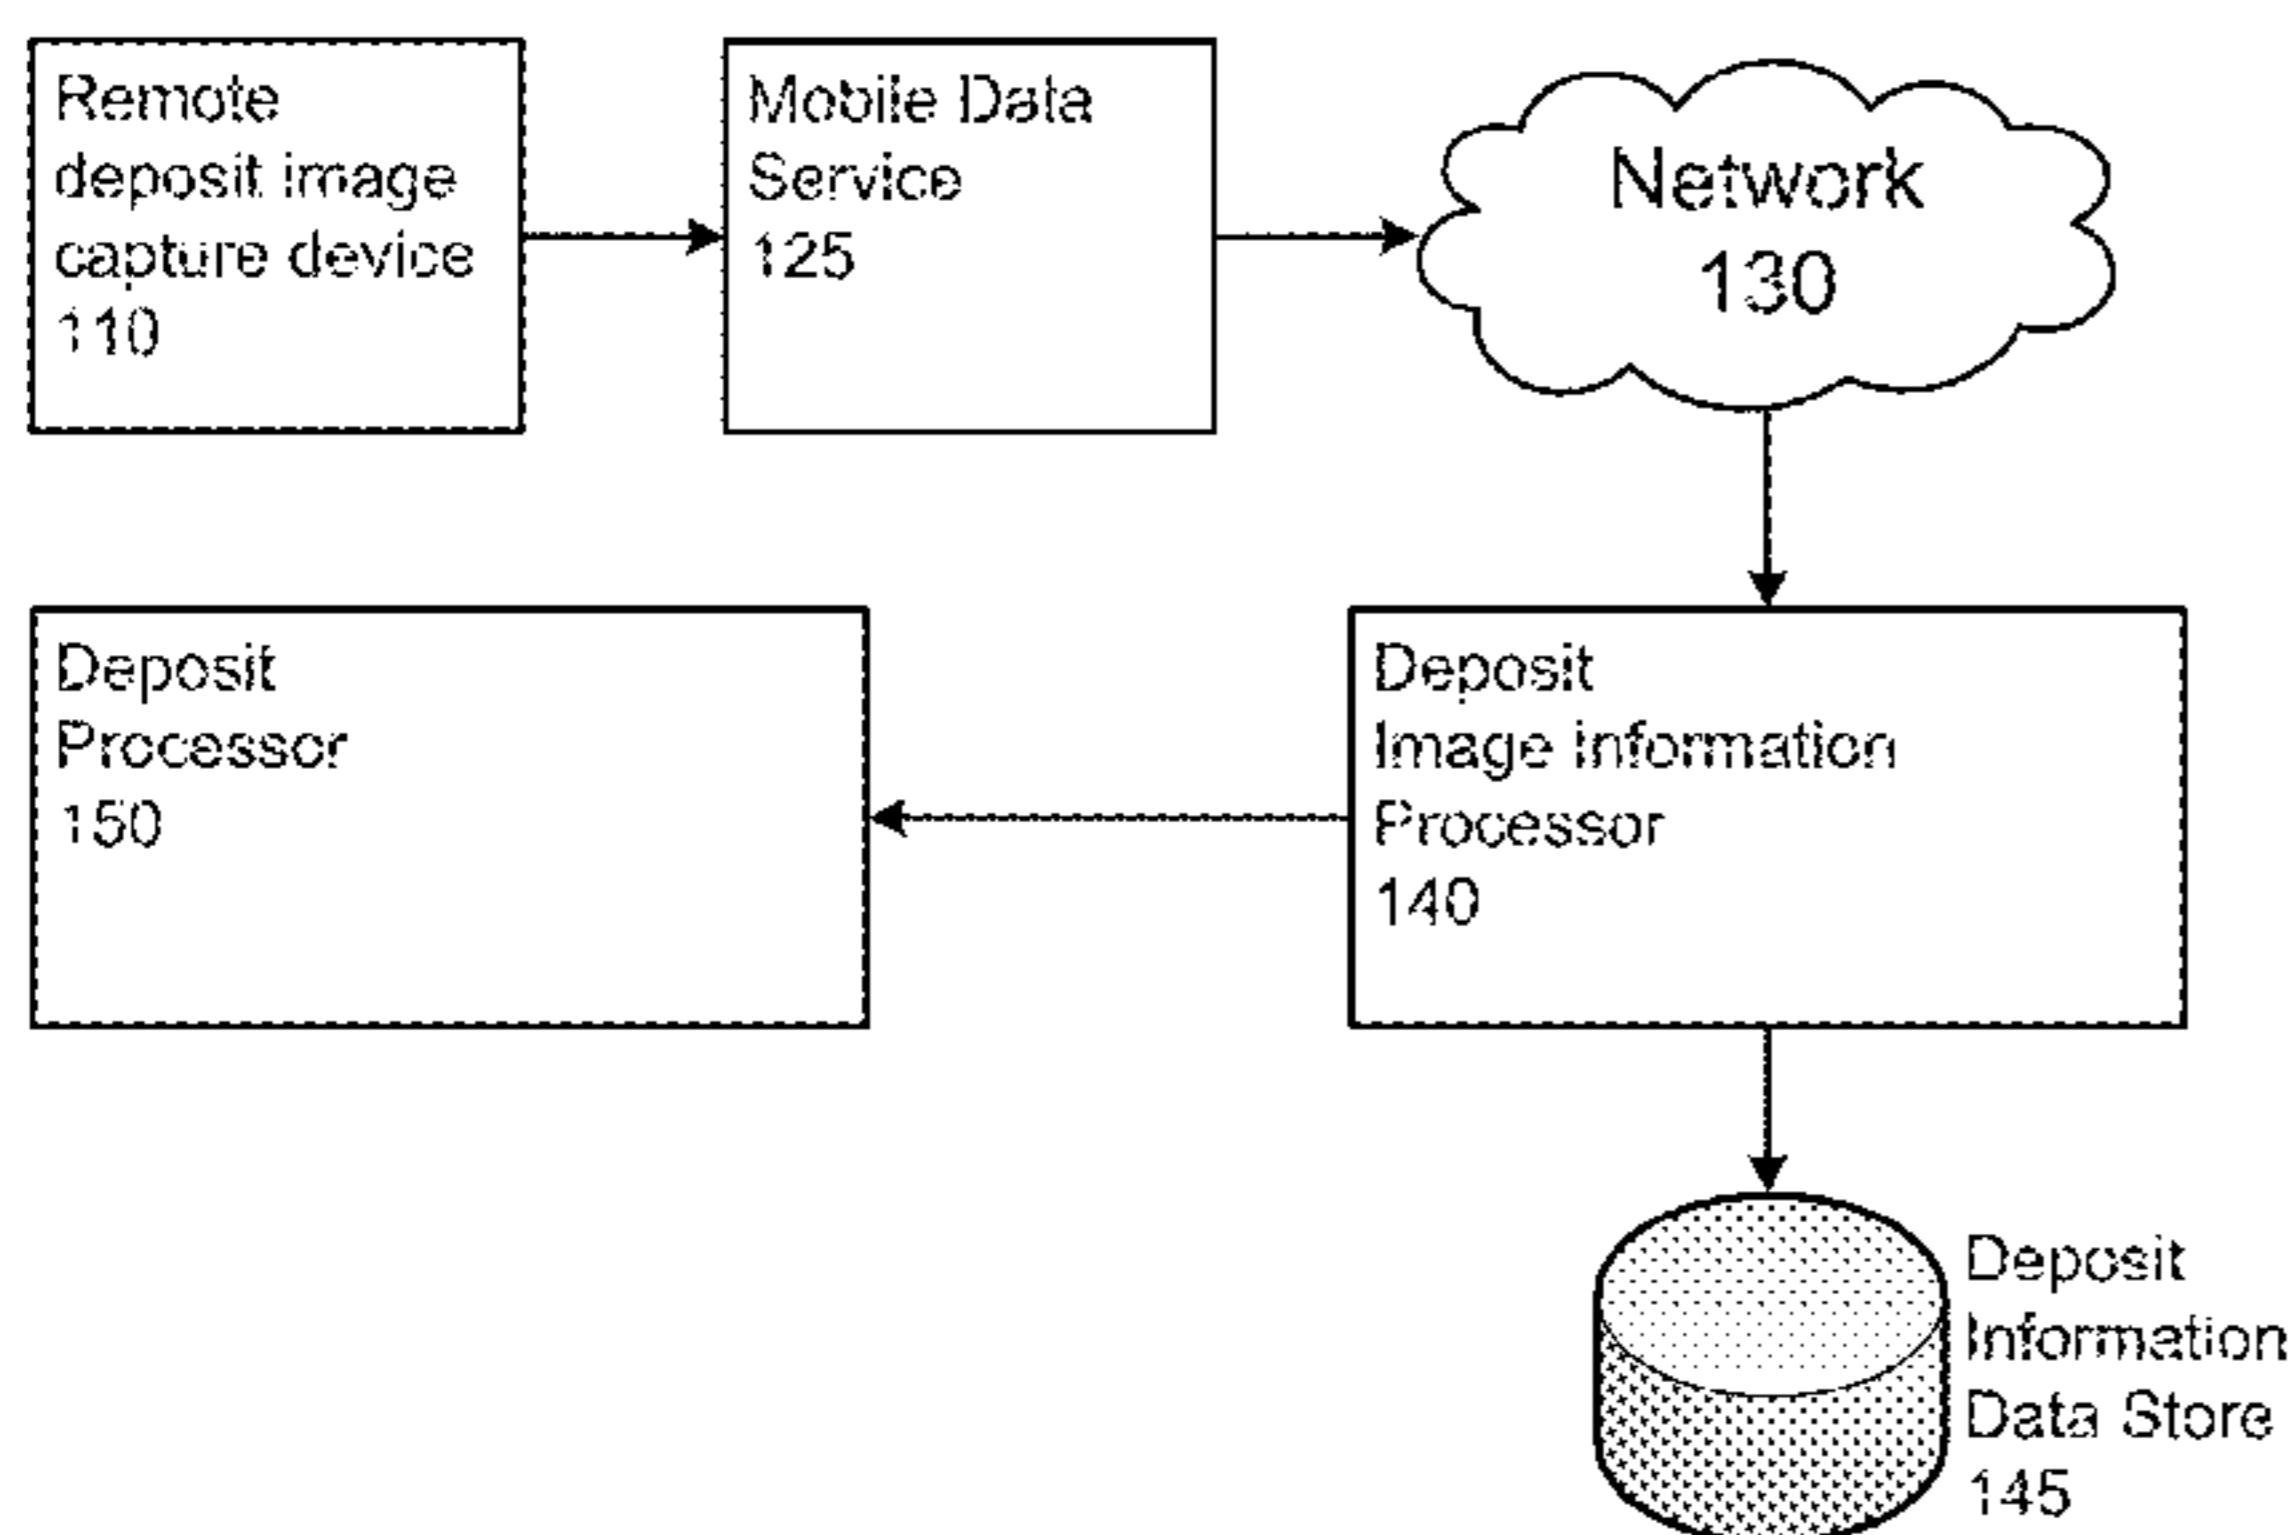 Remote
deposit image
capture device
110
Mobile Data
Service
125
Network
130
Deposit
Processor
150
Deposit
Image Information
Processor
140
Deposit
Information
Data Store
145